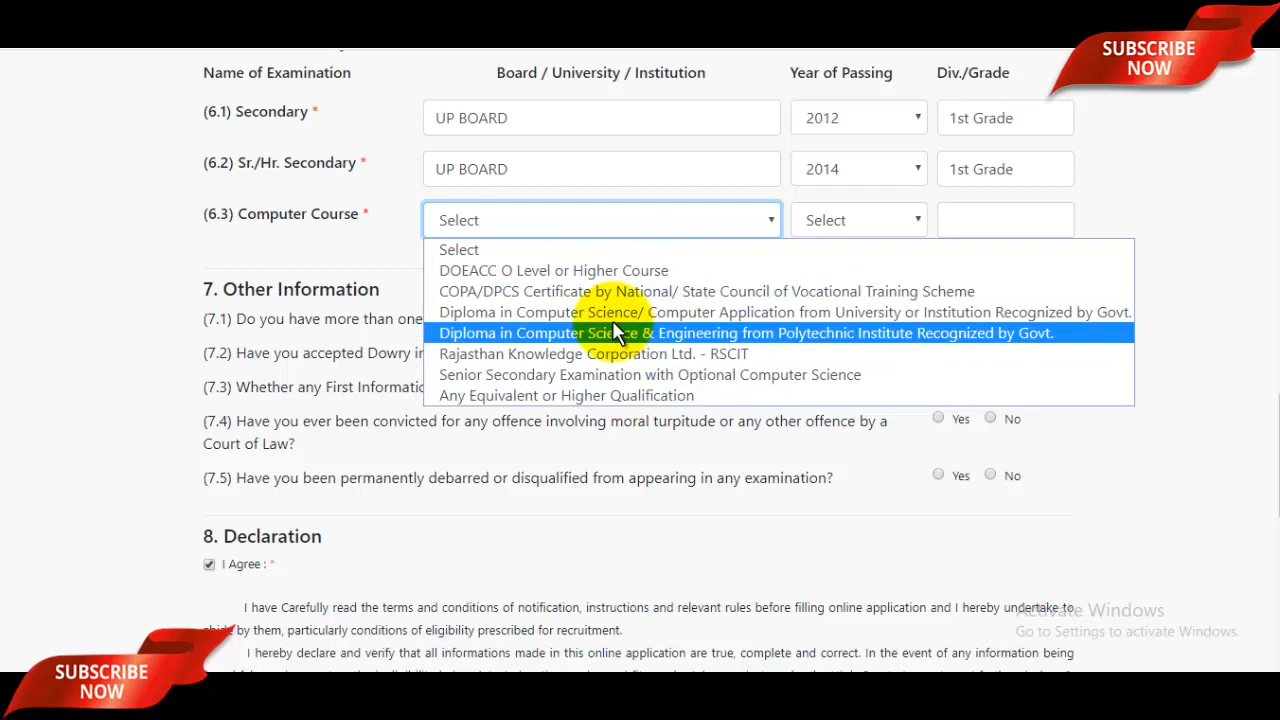 SUBSCRIBE
NOW
Name of Examination Board / University / Institution Year of Passing Div./Grade
(6.1) Secondary * UP BOARD 2012 1st Grade
(6.2) Sr./Hr. Secondary * UP BOARD 2014 1st Grade
(6.3) Computer Course * Select Select
Select
DOEACC O Level or Higher Course
COPA/DPCS Certificate by National/ State Council of Vocational Training Scheme
Diploma in Computer Science/ Computer Application from University or Institution Recognized by Govt.
Diploma in Computer Science & Engineering from Polytechnic Institute Recognized by Govt.
Rajasthan Knowledge Corporation Ltd. - RSCIT
Senior Secondary Examination with Optional Computer Science
Any Equivalent or Higher Qualification
7. Other Information
(7.1) Do you have more than one
(7.2) Have you accepted Dowry in
(7.3) Whether any First Informatio
(7.4) Have you ever been convicted for any offence involving moral turpitude or any other offence by a Yes No
Court of Law?
(7.5) Have you been permanently debarred or disqualified from appearing in any examination? Yes No
8. Declaration
I Agree : *
I have Carefully read the terms and conditions of notification, instructions and relevant rules before filling online application and I hereby undertake to
abide by them, particularly conditions of eligibility prescribed for recruitment.
I hereby declare and verify that all informations made in this online application are true, complete and correct. In the event of any information being
Activate Windows
Go to Settings to activate Windows.
SUBSCRIBE
NOW